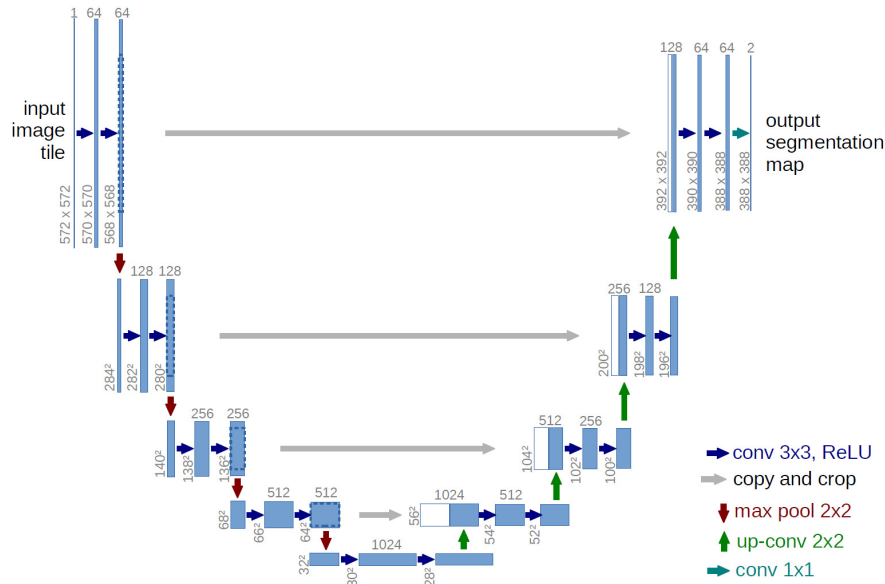 1 64 64
128 64 64 2
input
image
tile
output
segmentation
map
572 x 572
570 x 570
568 x 568
392 x 392
390 x 390
388 x 388
388 x 388
128 128
256 128
284²
282²
280²
200²
198²
196²
256 256
512 256
140²
138²
136²
104²
102²
100²
512 512
1024 512
68²
66²
64²
56²
54²
52²
1024
32²
30²
28²
conv 3x3, ReLU
copy and crop
max pool 2x2
up-conv 2x2
conv 1x1